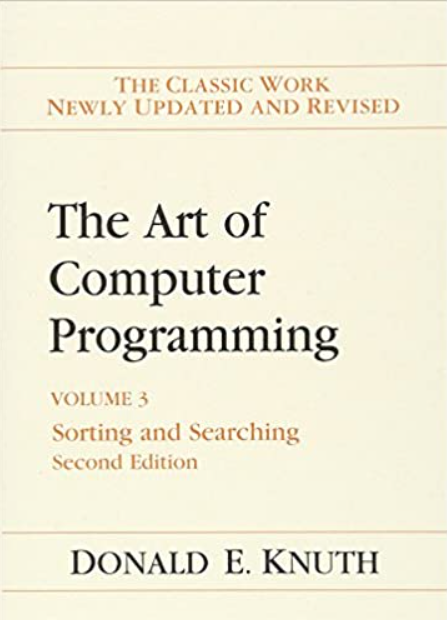 THE CLASSIC WORK
NEWLY UPDATED AND REVISED
The Art of
Computer
Programming
VOLUME 3
Sorting and Searching
Second Edition
DONALD E. KNUTH